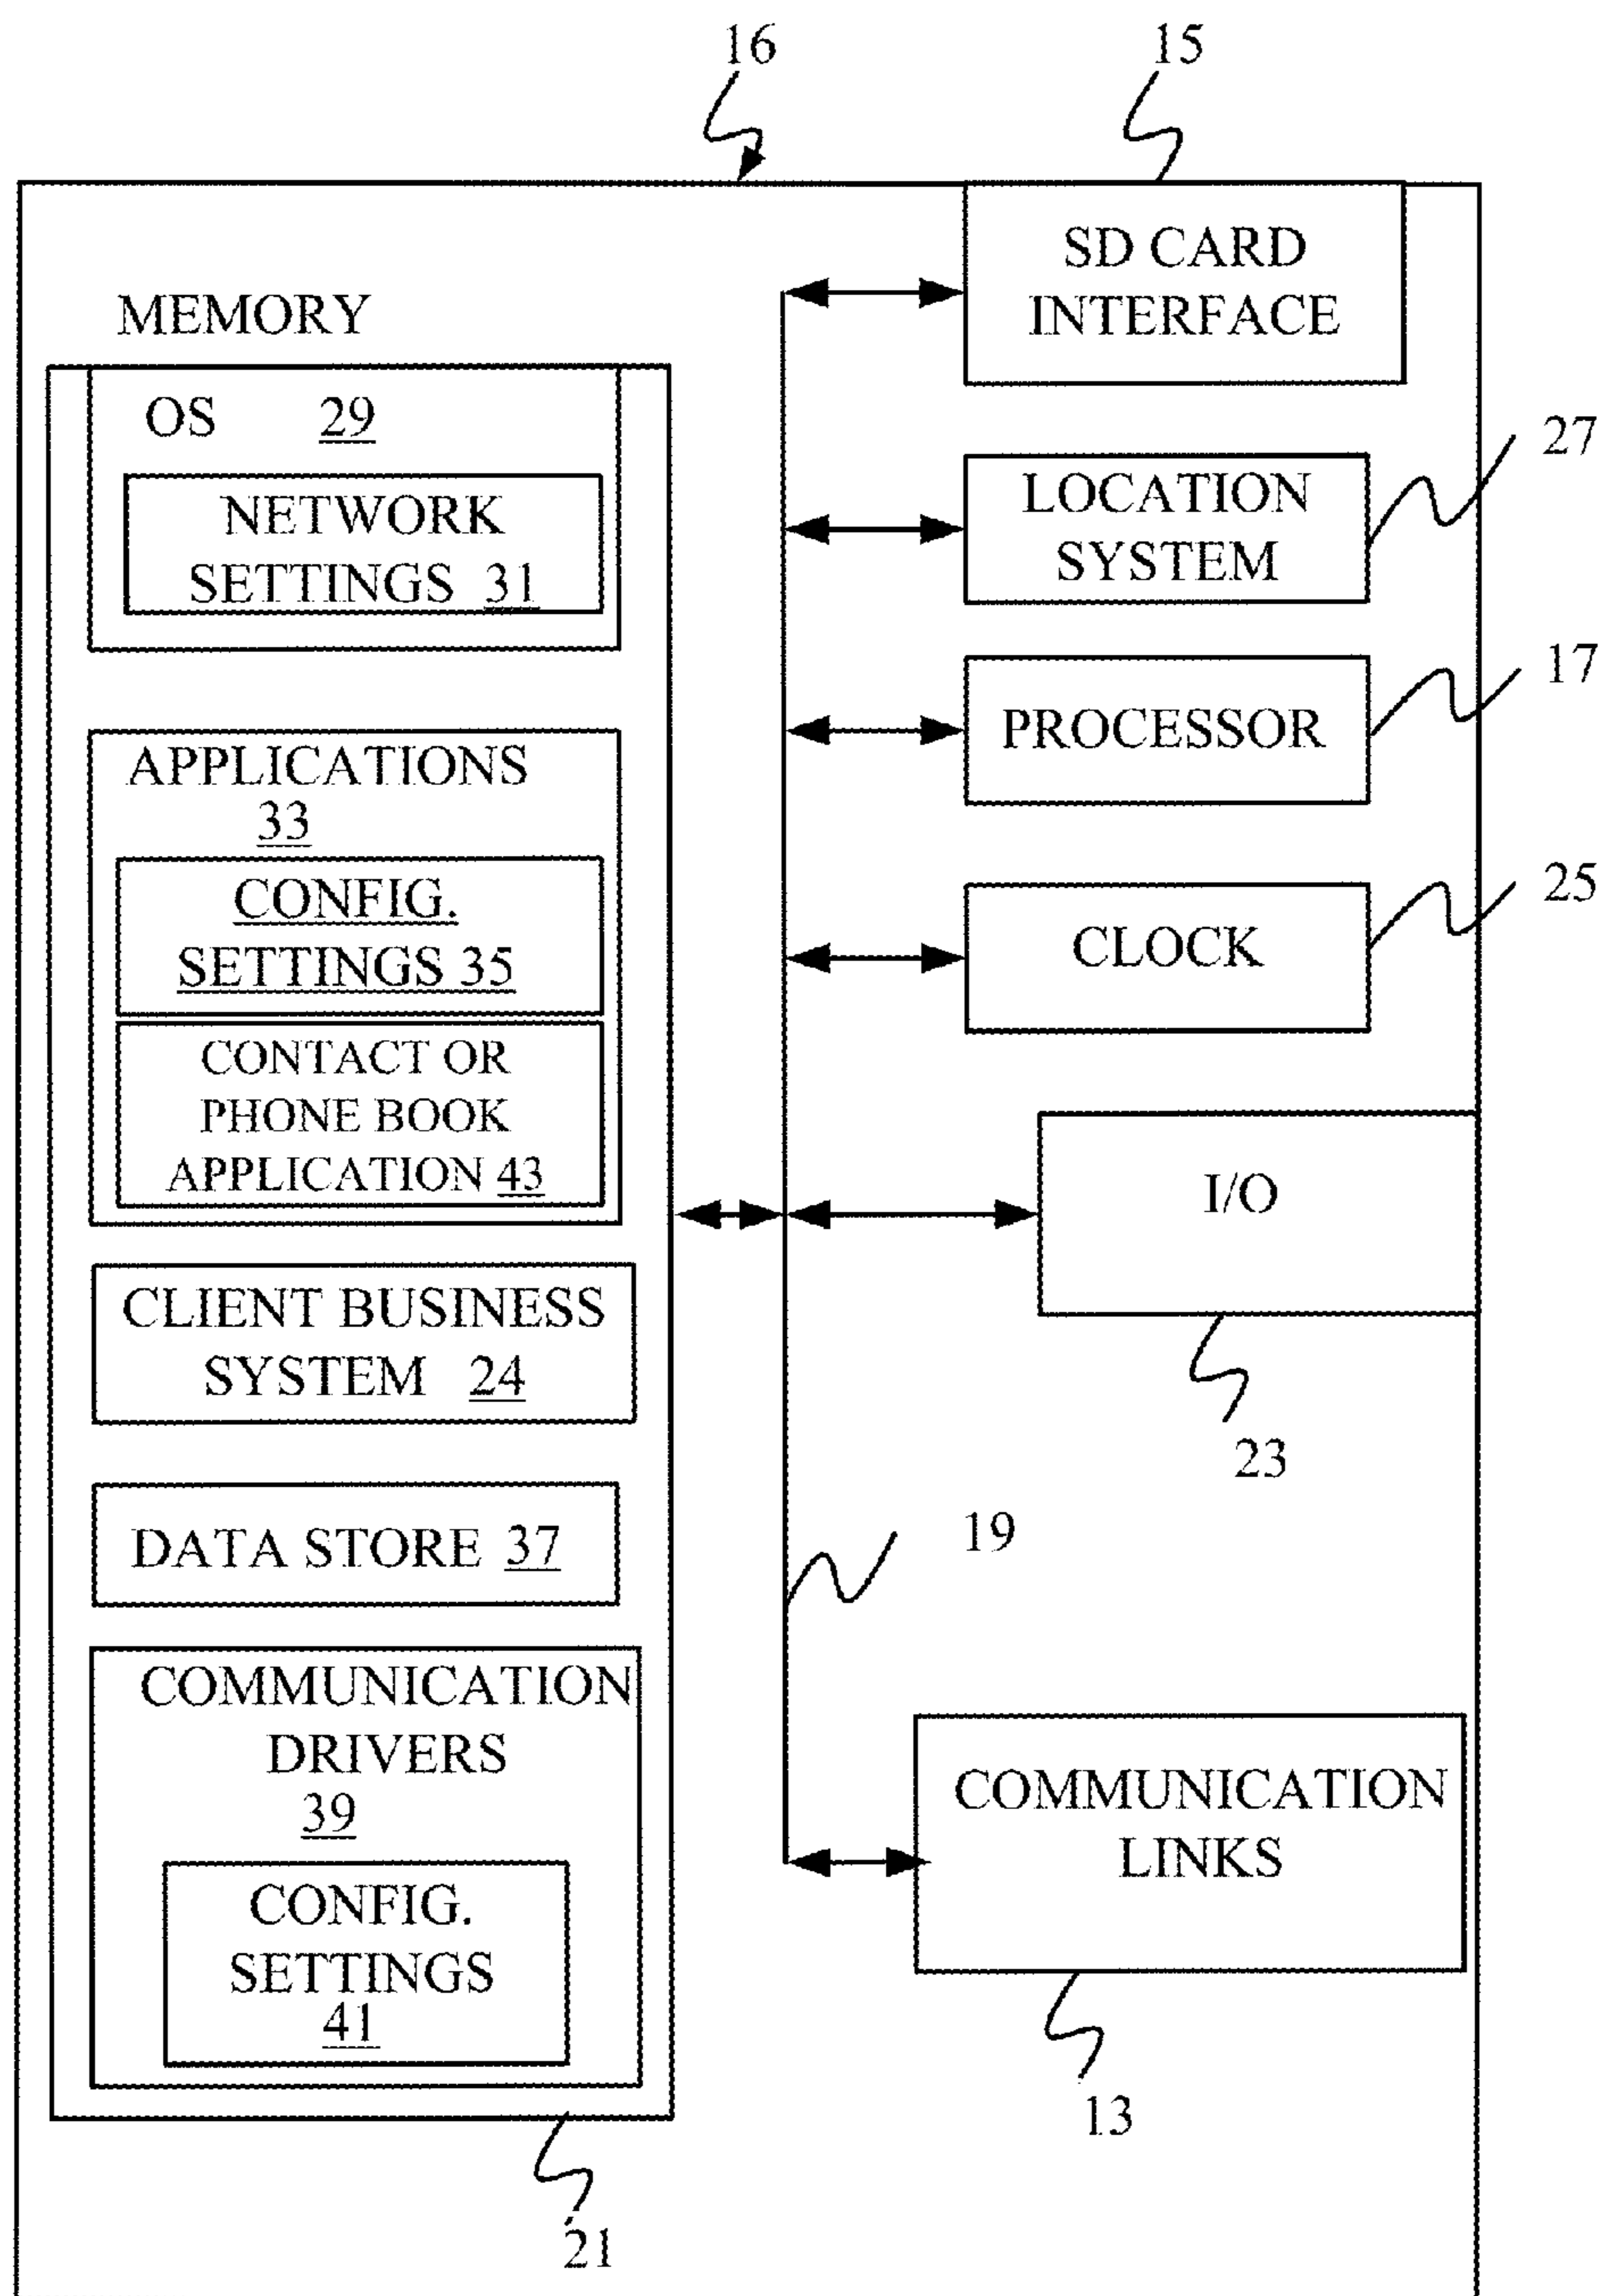 16
15
MEMORY
OS 29
NETWORK
SETTINGS 31
APPLICATIONS
33
CONFIG.
SETTINGS 35
CONTACT OR
PHONE BOOK
APPLICATION 43
CLIENT BUSINESS
SYSTEM 24
DATA STORE 37
COMMUNICATION
DRIVERS
39
CONFIG.
SETTINGS
41
21
SD CARD
INTERFACE
LOCATION
SYSTEM
27
PROCESSOR
17
CLOCK
25
I/O
23
19
COMMUNICATION
LINKS
13